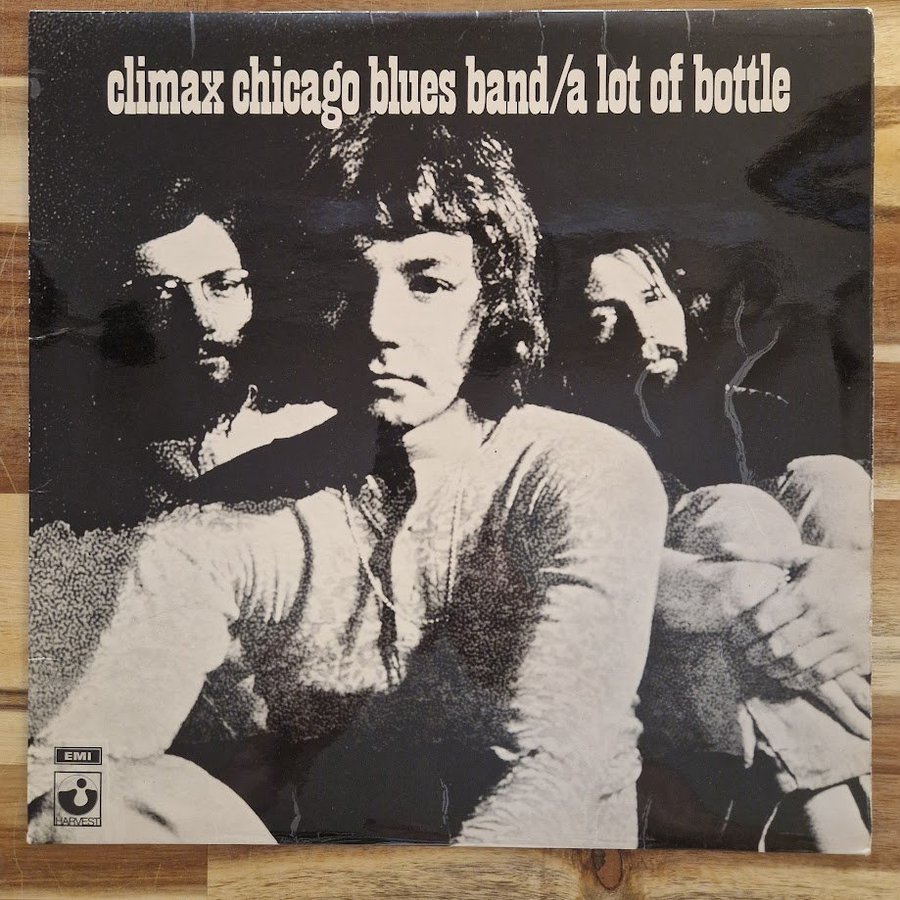 climax chicago blues band/a lot of bottle
EMI
HARVEST